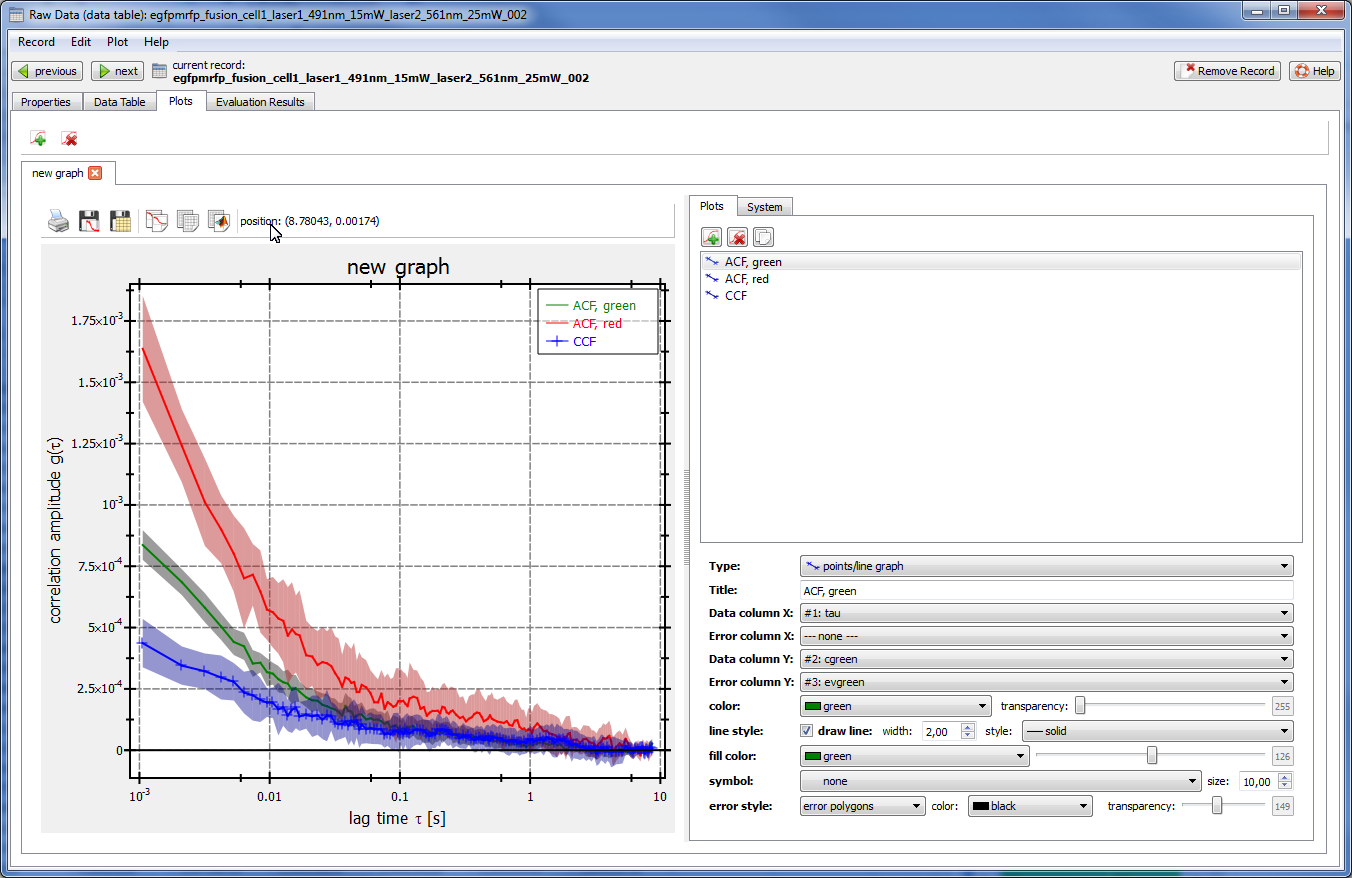 Raw Data (data table): egfpmrfp_fusion_cell1_laser1_491nm_15mW_laser2_561nm_25mW_002
Record Edit Plot Help
previous next current record: Remove Record Help
egfpmrfp_fusion_cell1_laser1_491nm_15mW_laser2_561nm_25mW_002
Properties Data Table Plots Evaluation Results
new graph
position: (8.78043, 0.00174)
new graph
ACF, green
ACF, red
CCF
1.75×10⁻³
1.5×10⁻³
1.25×10⁻³
10⁻³
7.5×10⁻⁴
5×10⁻⁴
2.5×10⁻⁴
0
correlation amplitude g(τ)
10⁻³ 0.01 0.1 1 10
lag time τ [s]
Plots System
ACF, green
ACF, red
CCF
Type: points/line graph
Title: ACF, green
Data column X: #1: tau
Error column X: --- none ---
Data column Y: #2: cgreen
Error column Y: #3: evgreen
color: green transparency: 255
line style: draw line: width: 2,00 style: solid
fill color: green 126
symbol: none size: 10,00
error style: error polygons color: black transparency: 149